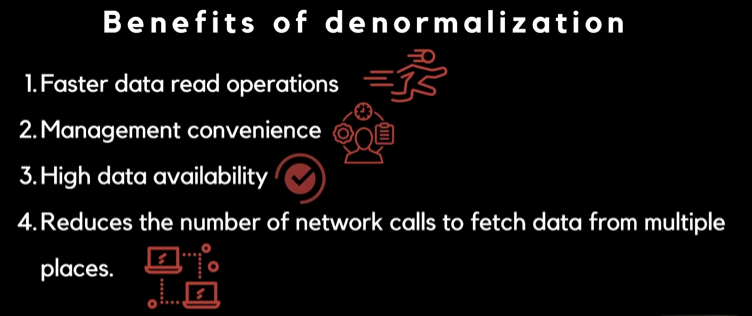 Benefits of denormalization
1. Faster data read operations
2. Management convenience
3. High data availability
4. Reduces the number of network calls to fetch data from multiple
places.